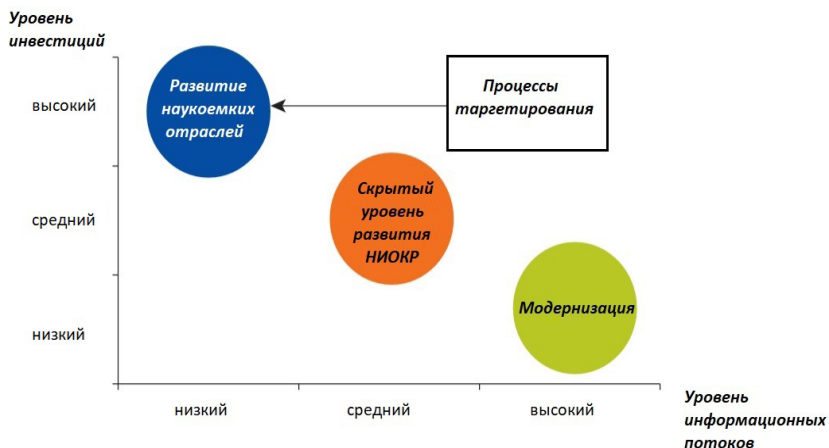 Уровень
инвестиций
Развитие
наукоемких
отраслей
Процессы
таргетирования
высокий
Скрытый
уровень
развития
НИОКР
средний
Модернизация
низкий
низкий
средний
высокий
Уровень
информационных
потоков